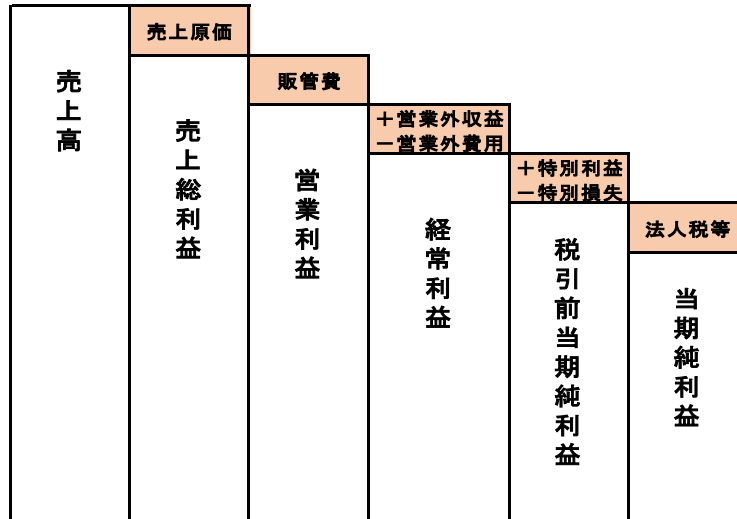 売上高
売上原価
売上総利益
販管費
営業利益
＋営業外収益
－営業外費用
経常利益
＋特別利益
－特別損失
税引前当期純利益
法人税等
当期純利益